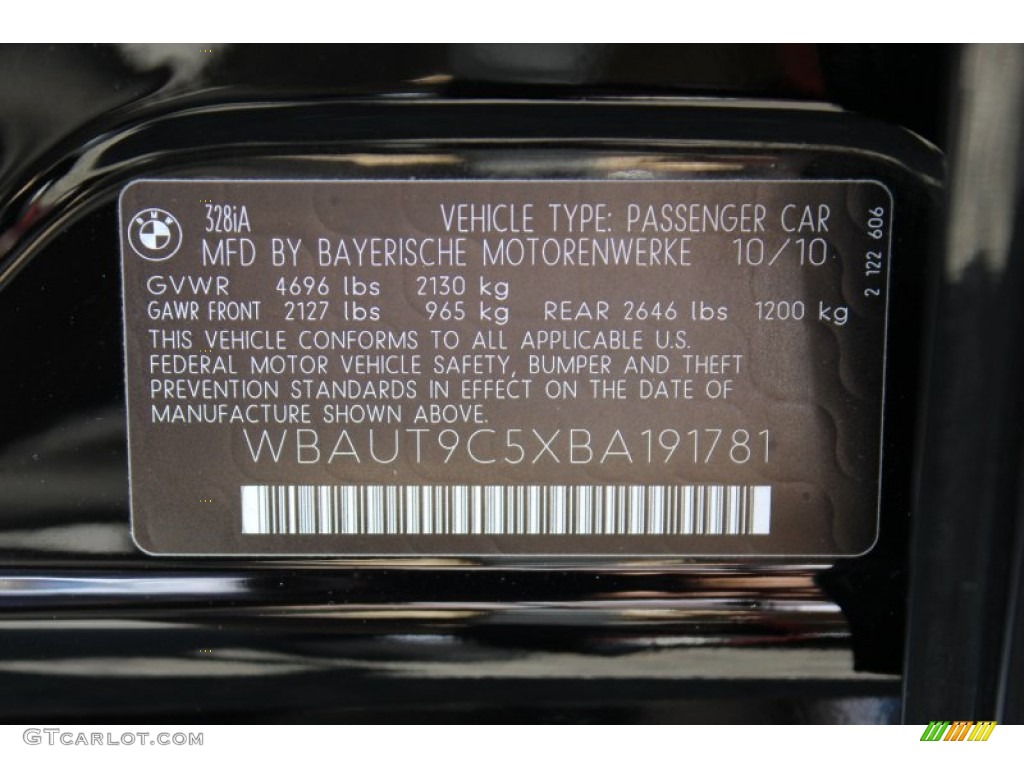 BMW
328iA VEHICLE TYPE: PASSENGER CAR
MFD BY BAYERISCHE MOTORENWERKE 10/10
GVWR 4696 lbs 2130 kg
GAWR FRONT 2127 lbs 965 kg REAR 2646 lbs 1200 kg
THIS VEHICLE CONFORMS TO ALL APPLICABLE U.S.
FEDERAL MOTOR VEHICLE SAFETY, BUMPER AND THEFT
PREVENTION STANDARDS IN EFFECT ON THE DATE OF
MANUFACTURE SHOWN ABOVE.
WBAUT9C5XBA191781
2 122 606
GTCarlot.com